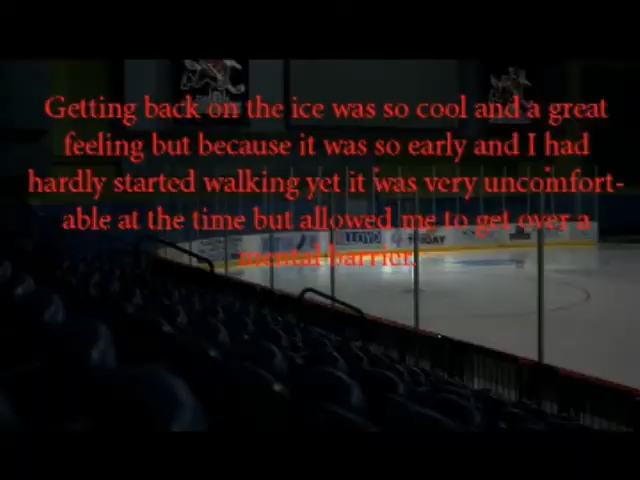 Getting back on the ice was so cool and a great
feeling but because it was so early and I had
hardly started walking yet it was very uncomfort-
able at the time but allowed me to get over a
mental barrier.
LLOYD
TODAY